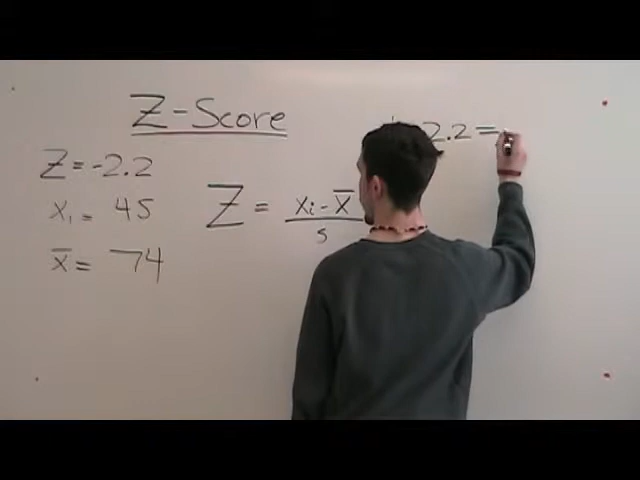 Z-Score
Z = -2.2
x₁ = 45
x̄ = 74
Z = xᵢ - x̄
s
2.2 =